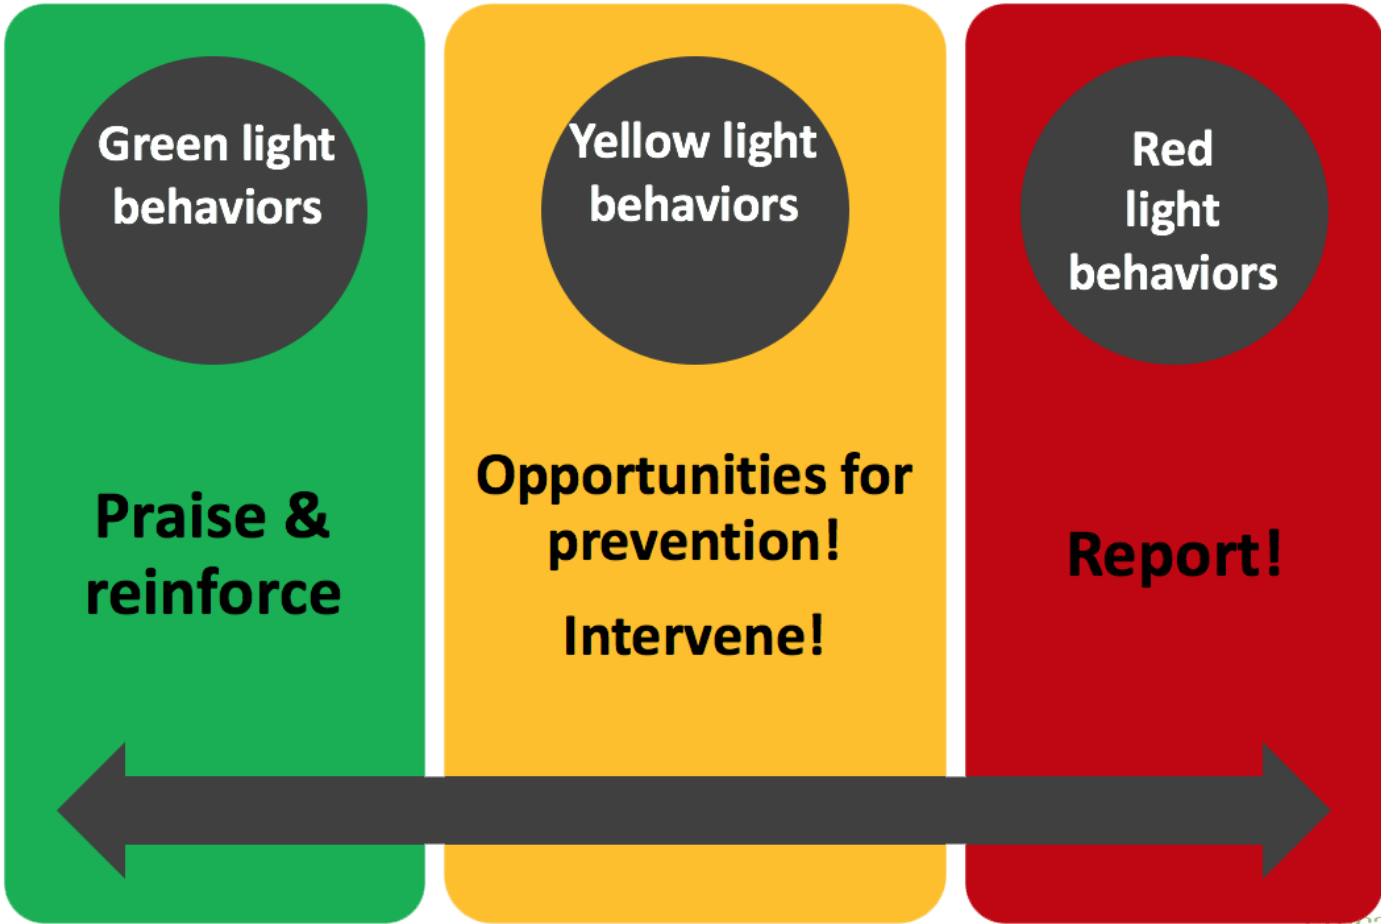 Green light
behaviors
Praise &
reinforce
Yellow light
behaviors
Opportunities for
prevention!
Intervene!
Red
light
behaviors
Report!